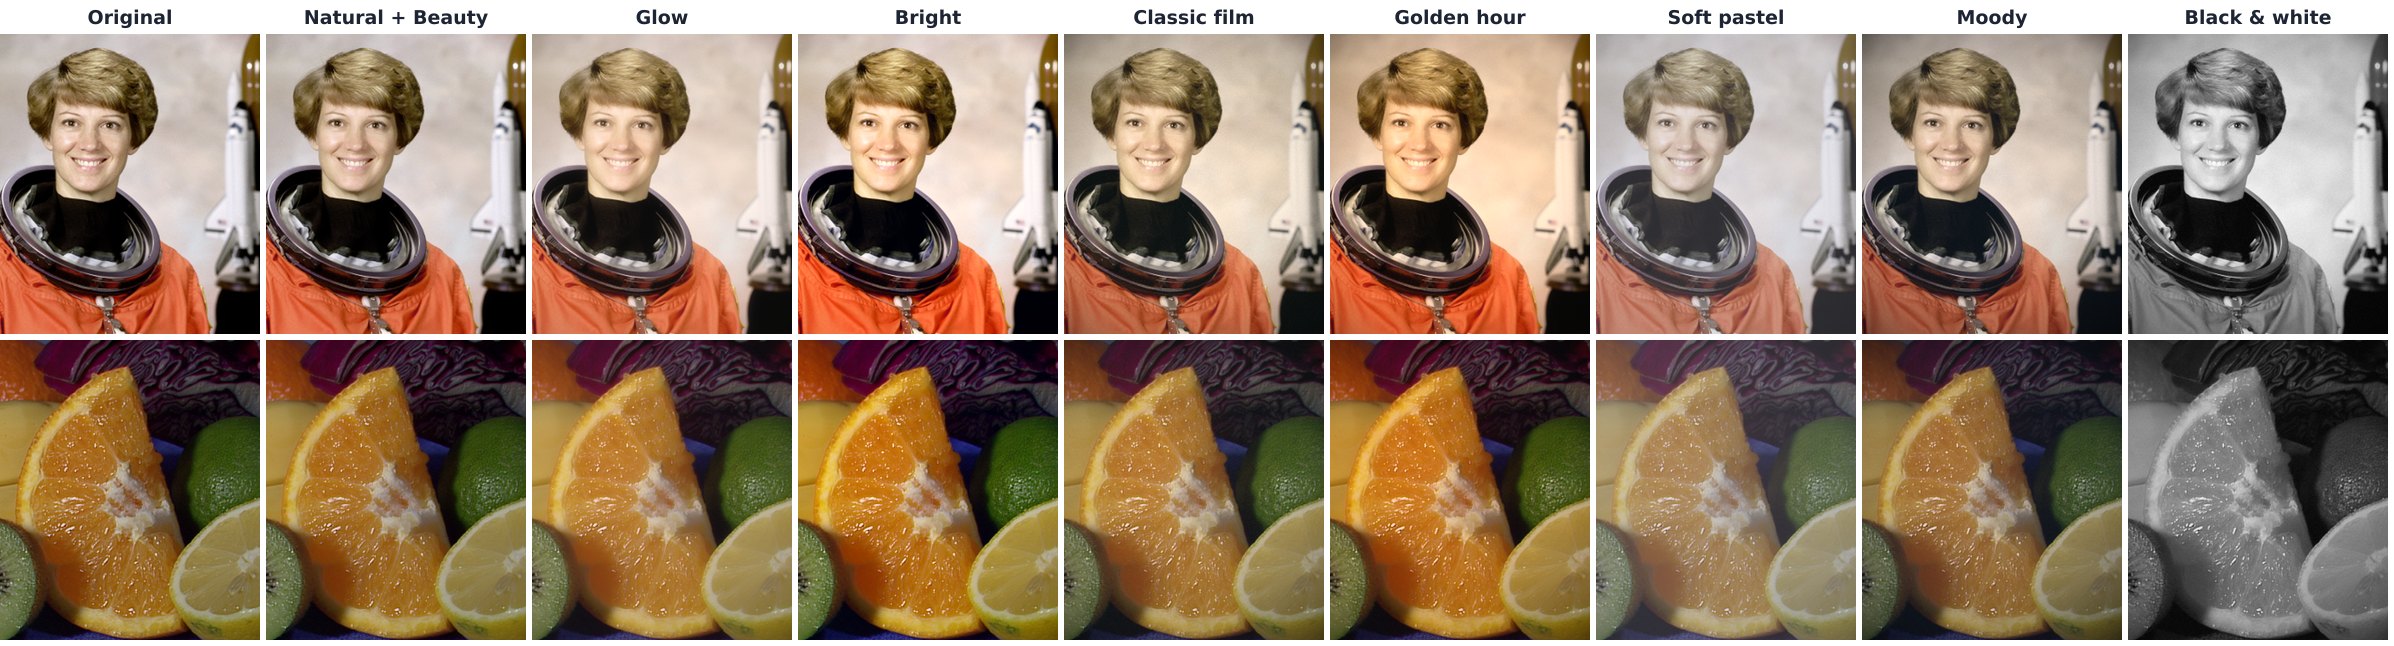 Original
Natural + Beauty
Glow
Bright
Classic film
Golden hour
Soft pastel
Moody
Black & white